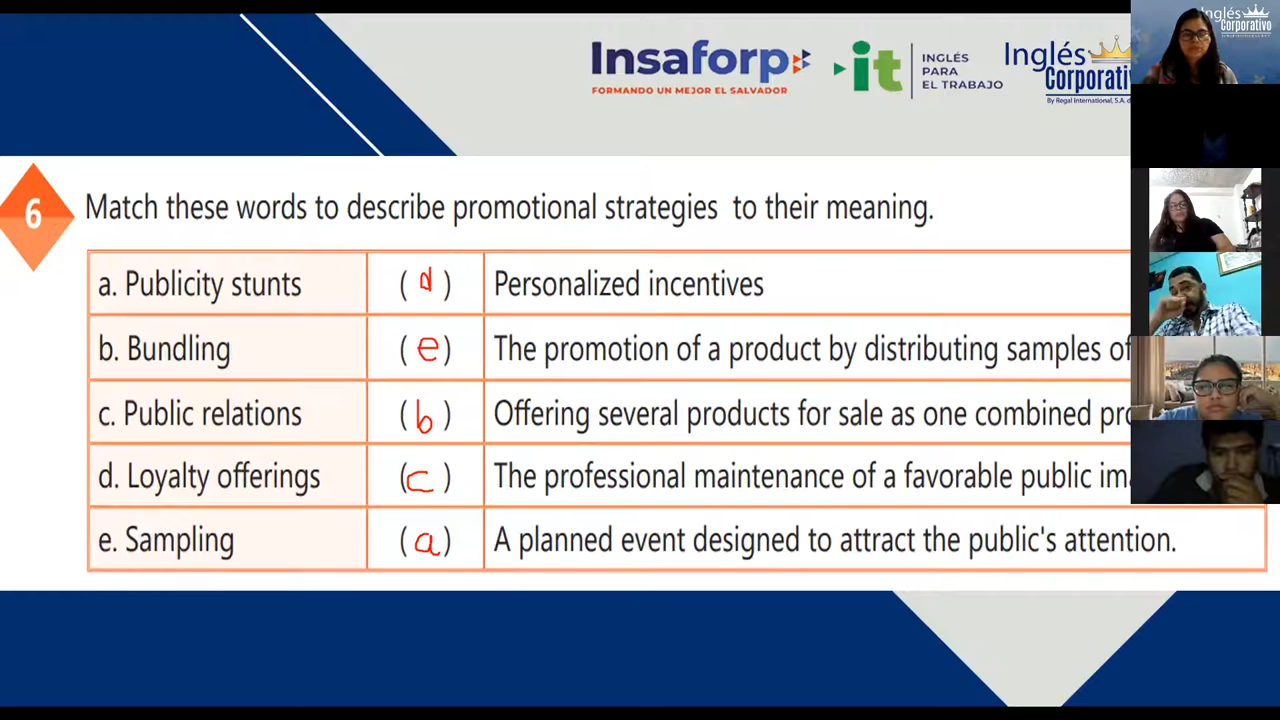 Insaforp
FORMANDO UN MEJOR EL SALVADOR
it
INGLÉS
PARA
EL TRABAJO
Inglés
By Regal International, S.A.
Inglés
Corporativo
6
Match these words to describe promotional strategies to their meaning.
a. Publicity stunts ( d ) Personalized incentives
b. Bundling ( e ) The promotion of a product by distributing samples of
c. Public relations ( b ) Offering several products for sale as one combined
d. Loyalty offerings ( c ) The professional maintenance of a favorable public
e. Sampling ( a ) A planned event designed to attract the public's attention.